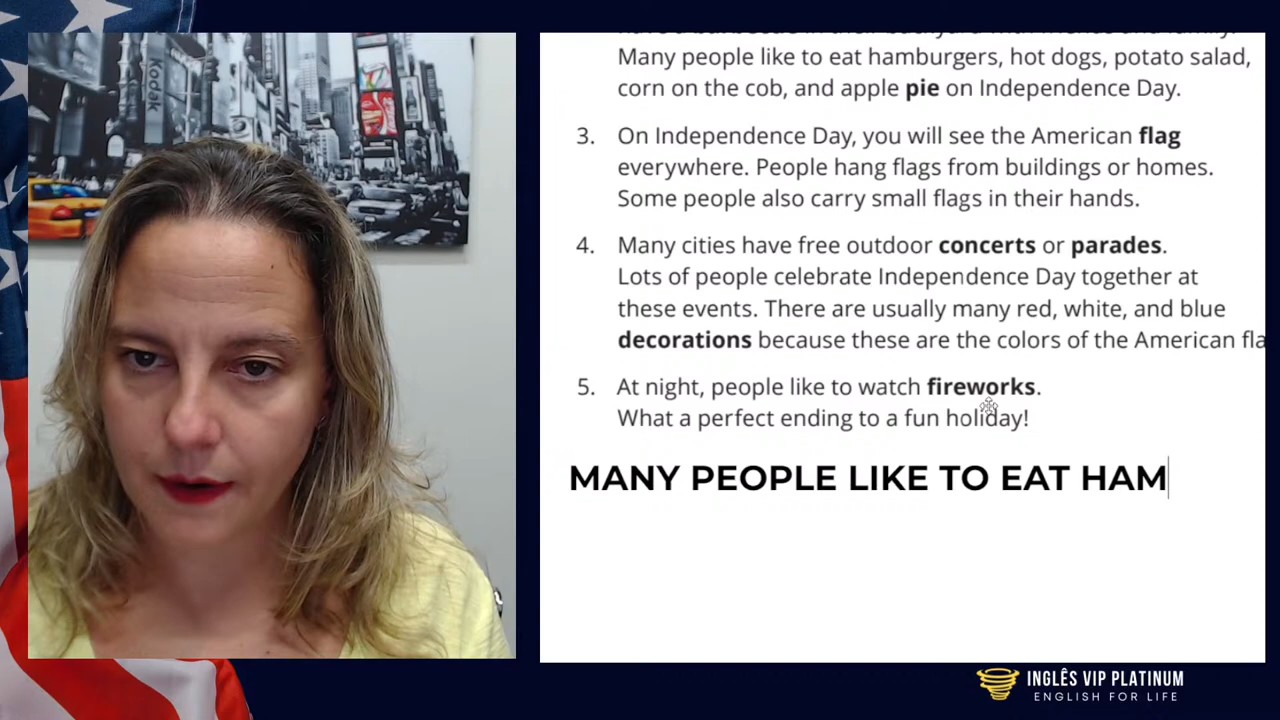 Kodak
Many people like to eat hamburgers, hot dogs, potato salad,
corn on the cob, and apple pie on Independence Day.
3. On Independence Day, you will see the American flag
everywhere. People hang flags from buildings or homes.
Some people also carry small flags in their hands.
4. Many cities have free outdoor concerts or parades.
Lots of people celebrate Independence Day together at
these events. There are usually many red, white, and blue
decorations because these are the colors of the American fla
5. At night, people like to watch fireworks.
What a perfect ending to a fun holiday!
MANY PEOPLE LIKE TO EAT HAM
INGLÊS VIP PLATINUM
ENGLISH FOR LIFE